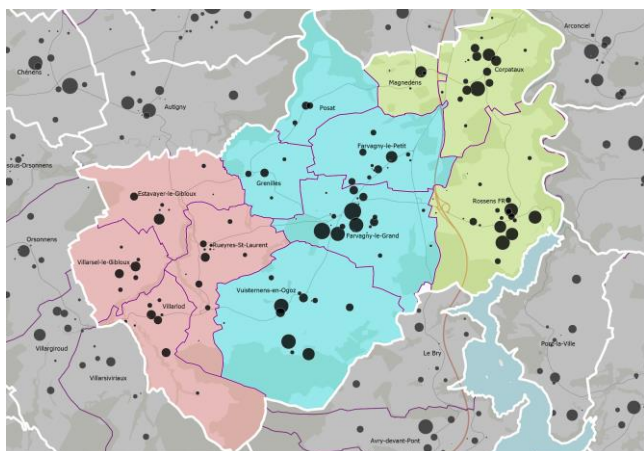 Arconciel
Chénens
Corpataux
Magnedens
Autigny
Posat
Farvagny-le-Petit
sous-Orsonnens
Grenilles
Estavayer-le-Gibloux
Rossens FR
Orsonnens
Farvagny-le-Grand
Rueyres-St-Laurent
Villarsel-le-Gibloux
Vuisternens-en-Ogoz
Villarlod
Villargiroud
Le Bry
Pont-la-Ville
Villarsiviriaux
Avry-devant-Pont